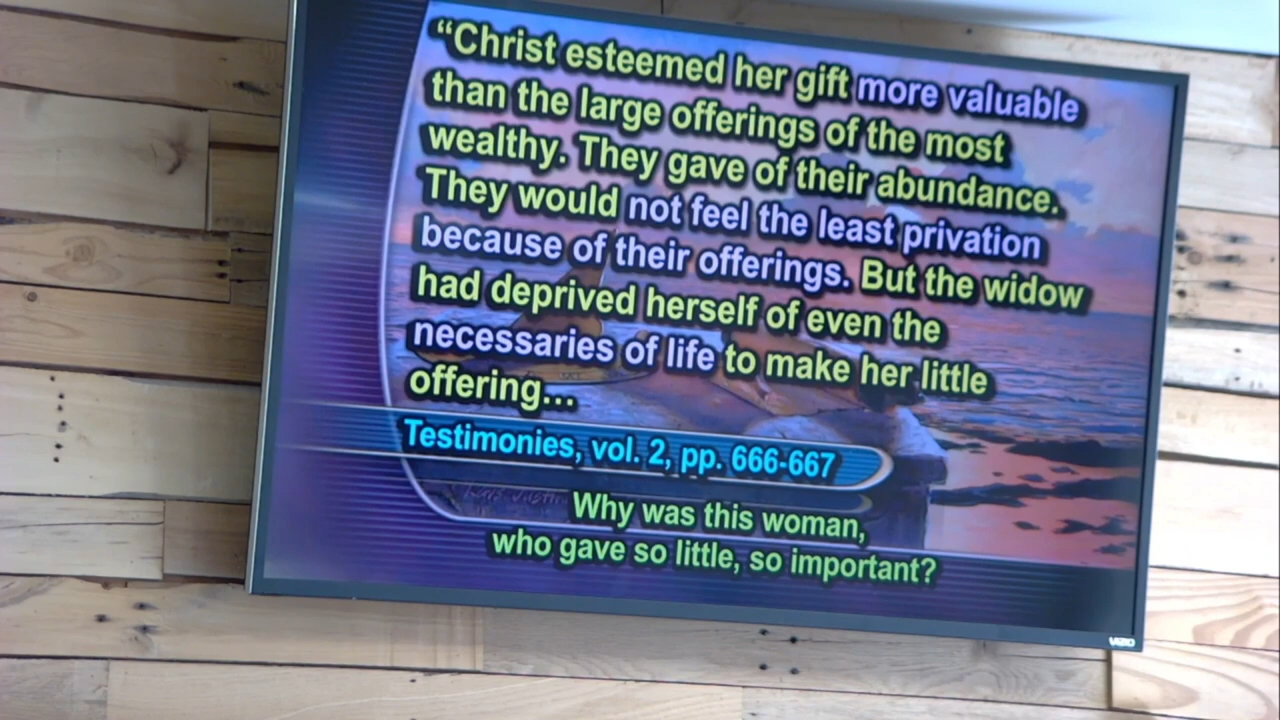 “Christ esteemed her gift more valuable
than the large offerings of the most
wealthy. They gave of their abundance.
They would not feel the least privation
because of their offerings. But the widow
had deprived herself of even the
necessaries of life to make her little
offering…
Testimonies, vol. 2, pp. 666-667
Why was this woman,
who gave so little, so important?
VIZIO